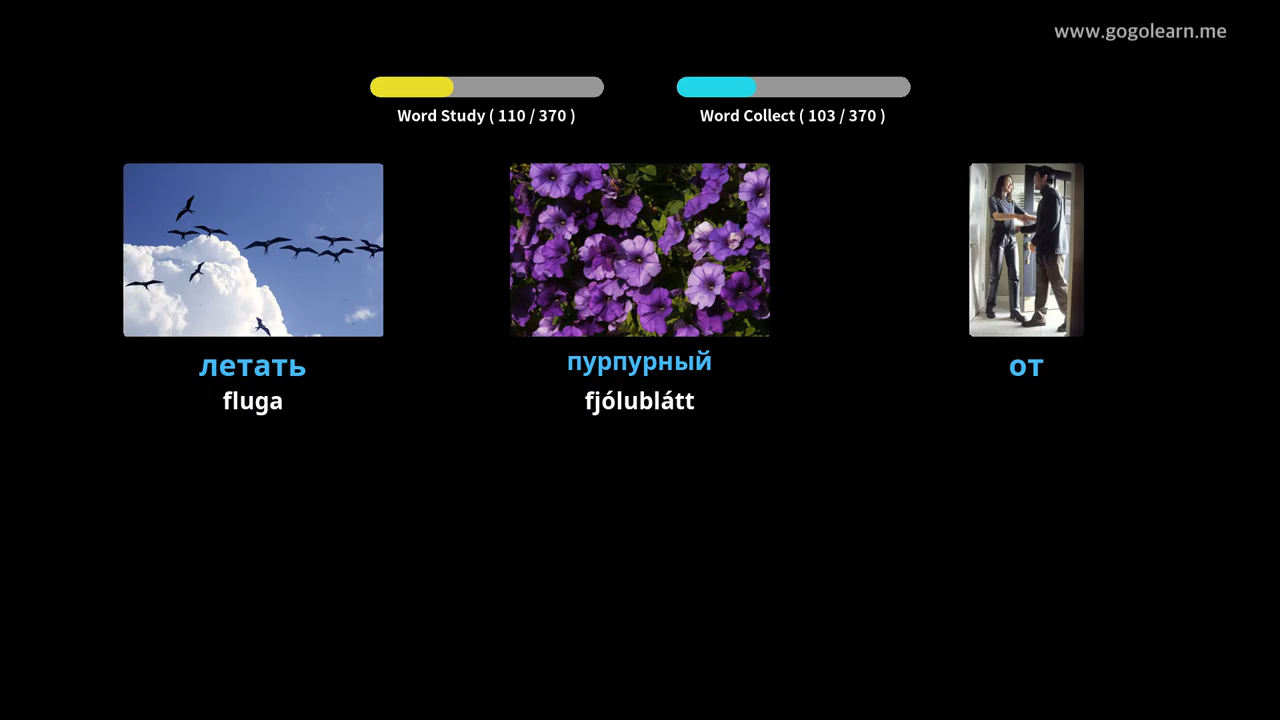 www.gogolearn.me
Word Study ( 110 / 370 )
Word Collect ( 103 / 370 )
летать
fluga
пурпурный
fjólublátt
от